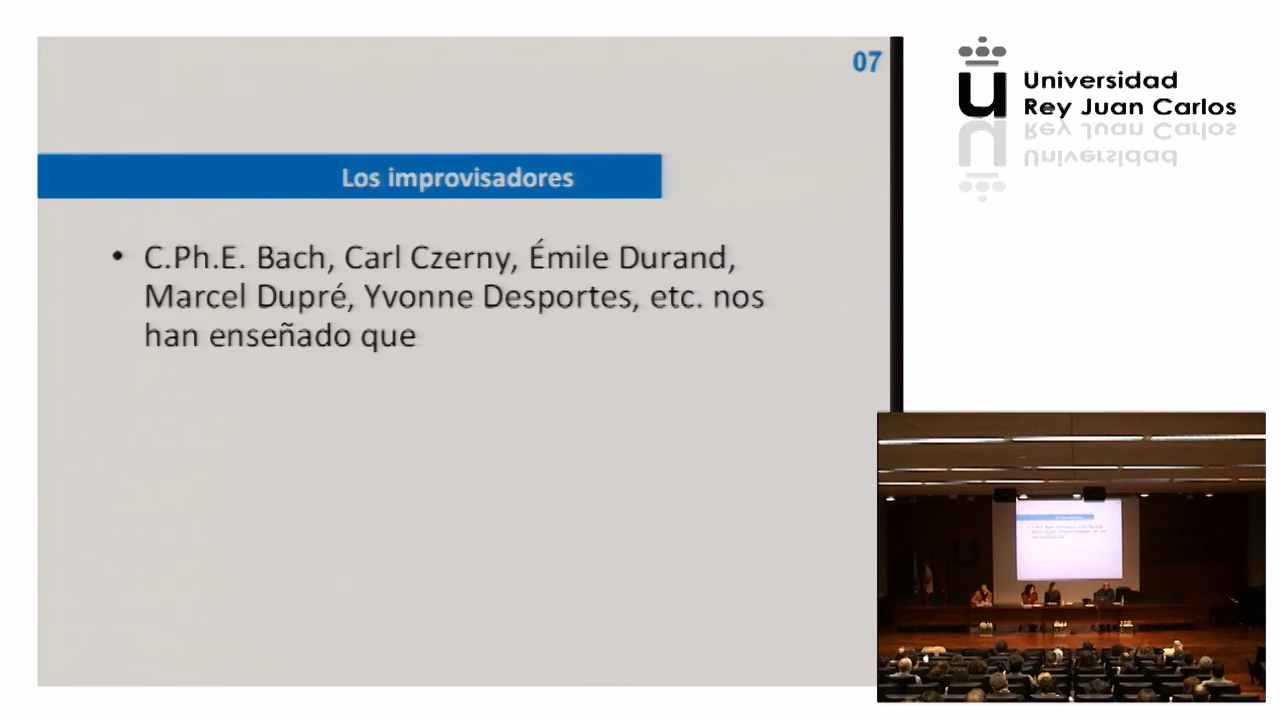 07
Los improvisadores
• C.Ph.E. Bach, Carl Czerny, Émile Durand,
Marcel Dupré, Yvonne Desportes, etc. nos
han enseñado que
Universidad
Rey Juan Carlos